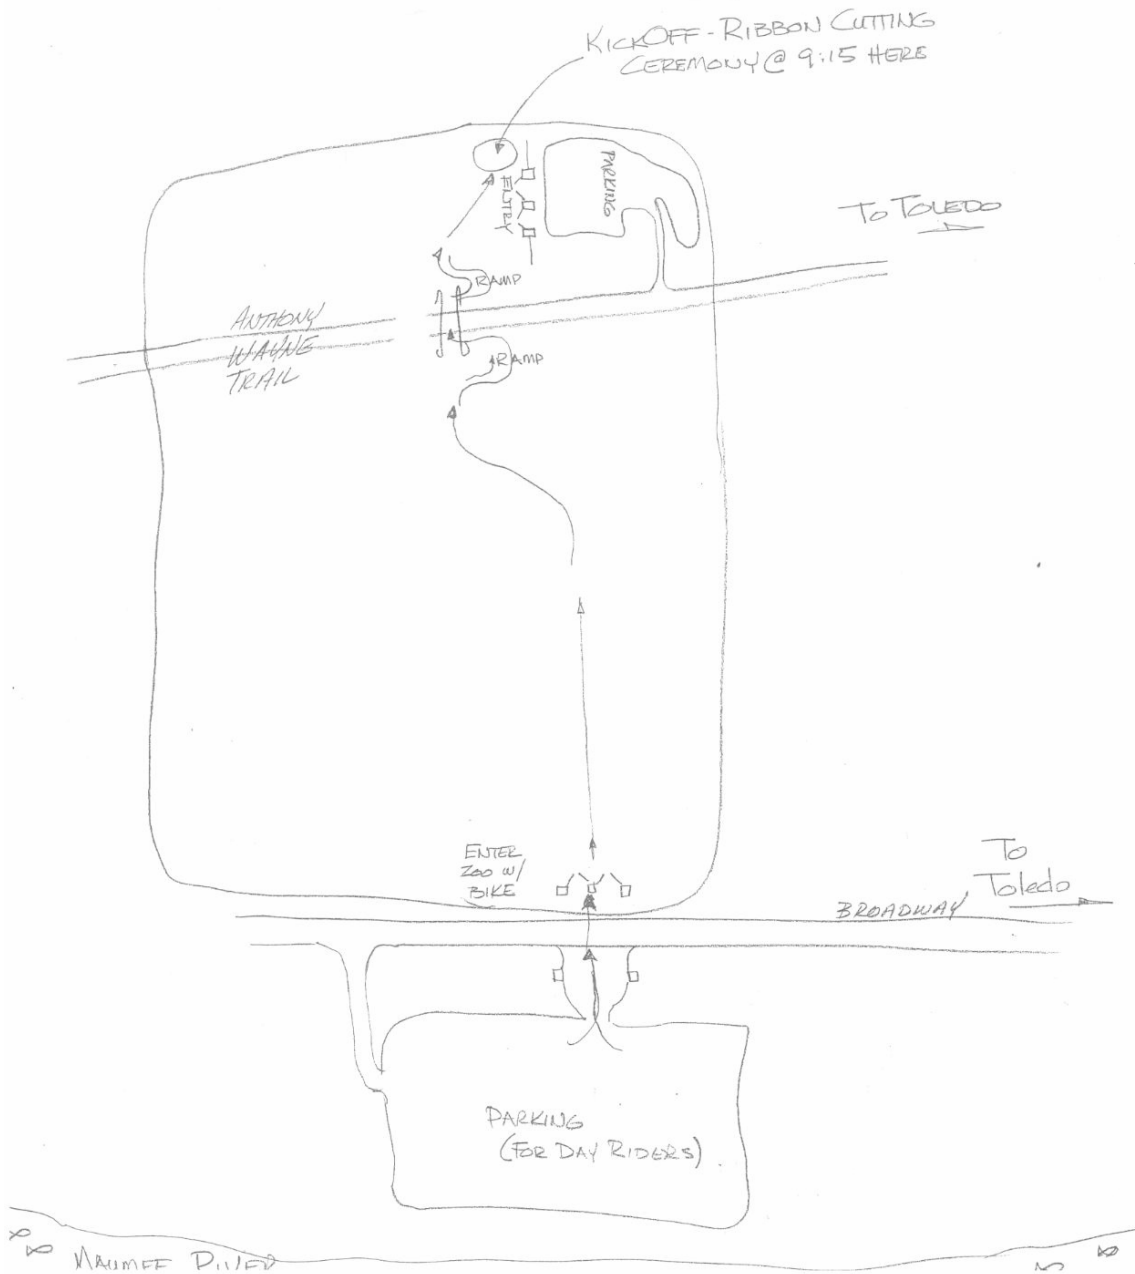 KICKOFF - RIBBON CUTTING
CEREMONY @ 9:15 HERE
PARKING
ENTRY
TO TOLEDO
RAMP
ANTHONY
WAYNE
TRAIL
RAMP
ENTER
ZOO W/
BIKE
To
Toledo
BROADWAY
PARKING
(FOR DAY RIDERS)
MAUMEE RIVER